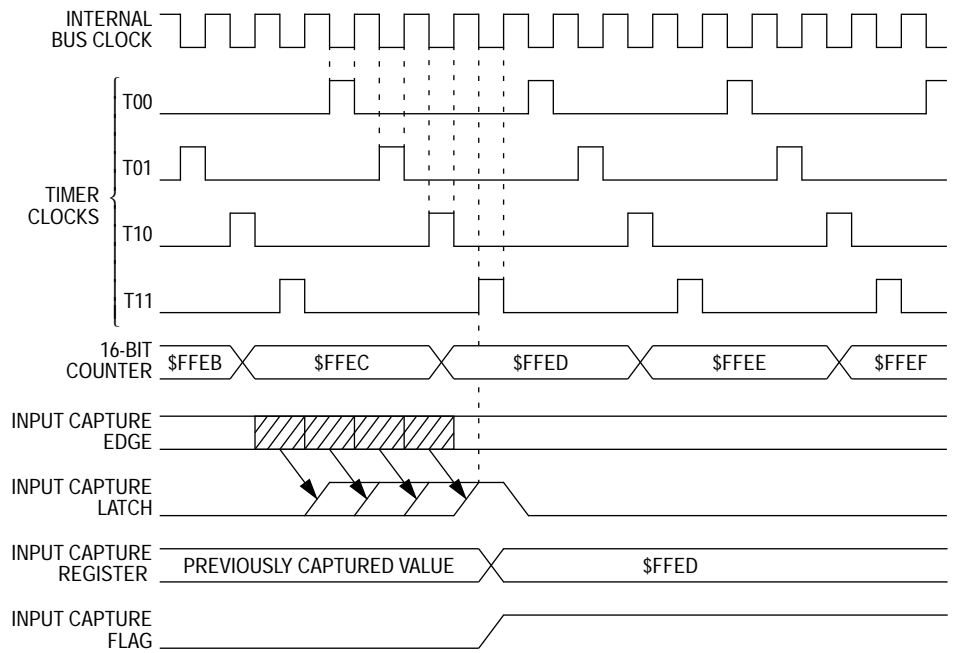 INTERNAL
BUS CLOCK
T00
T01
TIMER
CLOCKS
T10
T11
16-BIT
COUNTER
$FFEB
$FFEC
$FFED
$FFEE
$FFEF
INPUT CAPTURE
EDGE
INPUT CAPTURE
LATCH
INPUT CAPTURE
REGISTER
PREVIOUSLY CAPTURED VALUE
$FFED
INPUT CAPTURE
FLAG